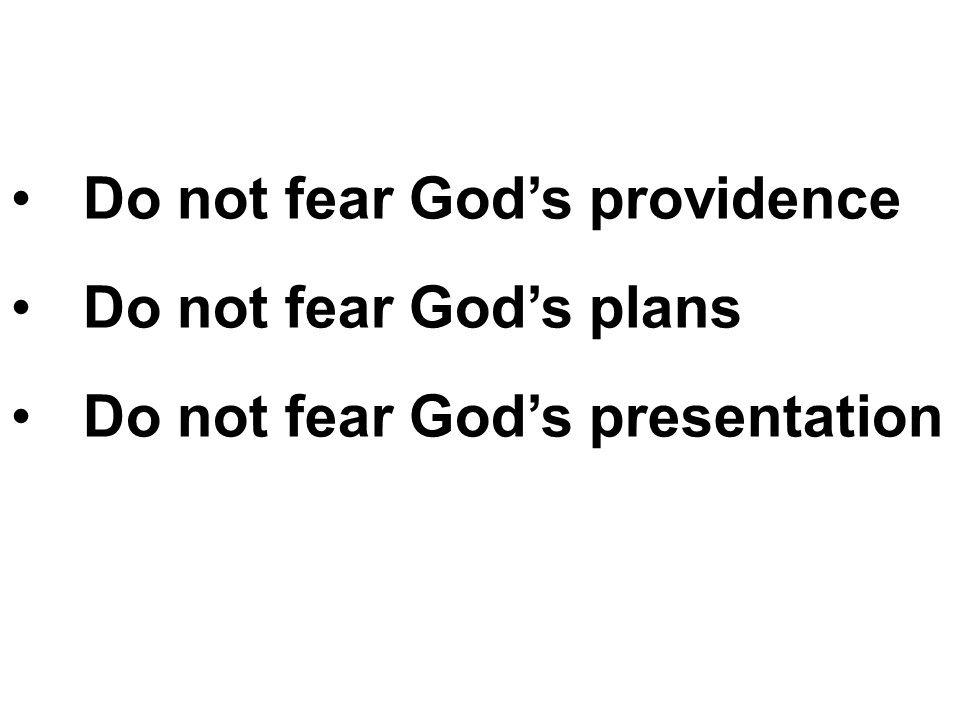 • Do not fear God’s providence
• Do not fear God’s plans
• Do not fear God’s presentation